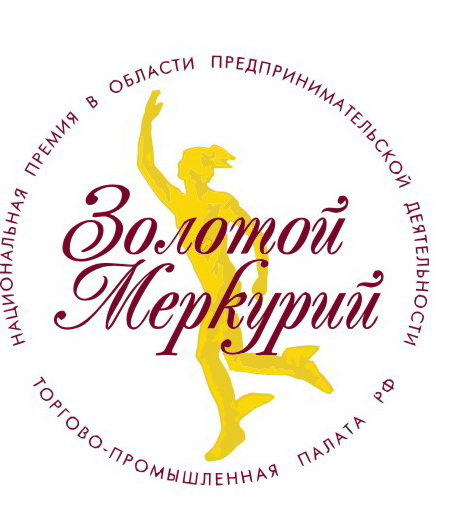 НАЦИОНАЛЬНАЯ ПРЕМИЯ В ОБЛАСТИ ПРЕДПРИНИМАТЕЛЬСКОЙ ДЕЯТЕЛЬНОСТИ
Золотой
Меркурий
ТОРГОВО-ПРОМЫШЛЕННАЯ ПАЛАТА РФ